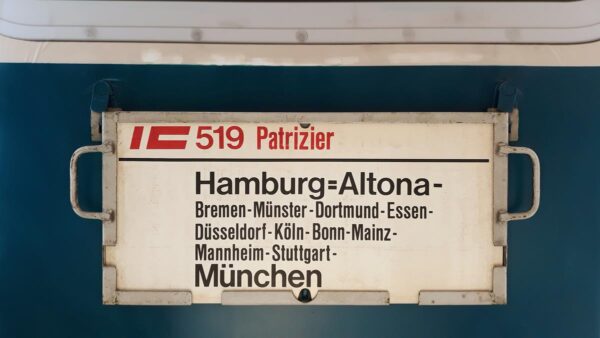 IC 519 Patrizier
Hamburg=Altona-
Bremen-Münster-Dortmund-Essen-
Düsseldorf-Köln-Bonn-Mainz-
Mannheim-Stuttgart-
München